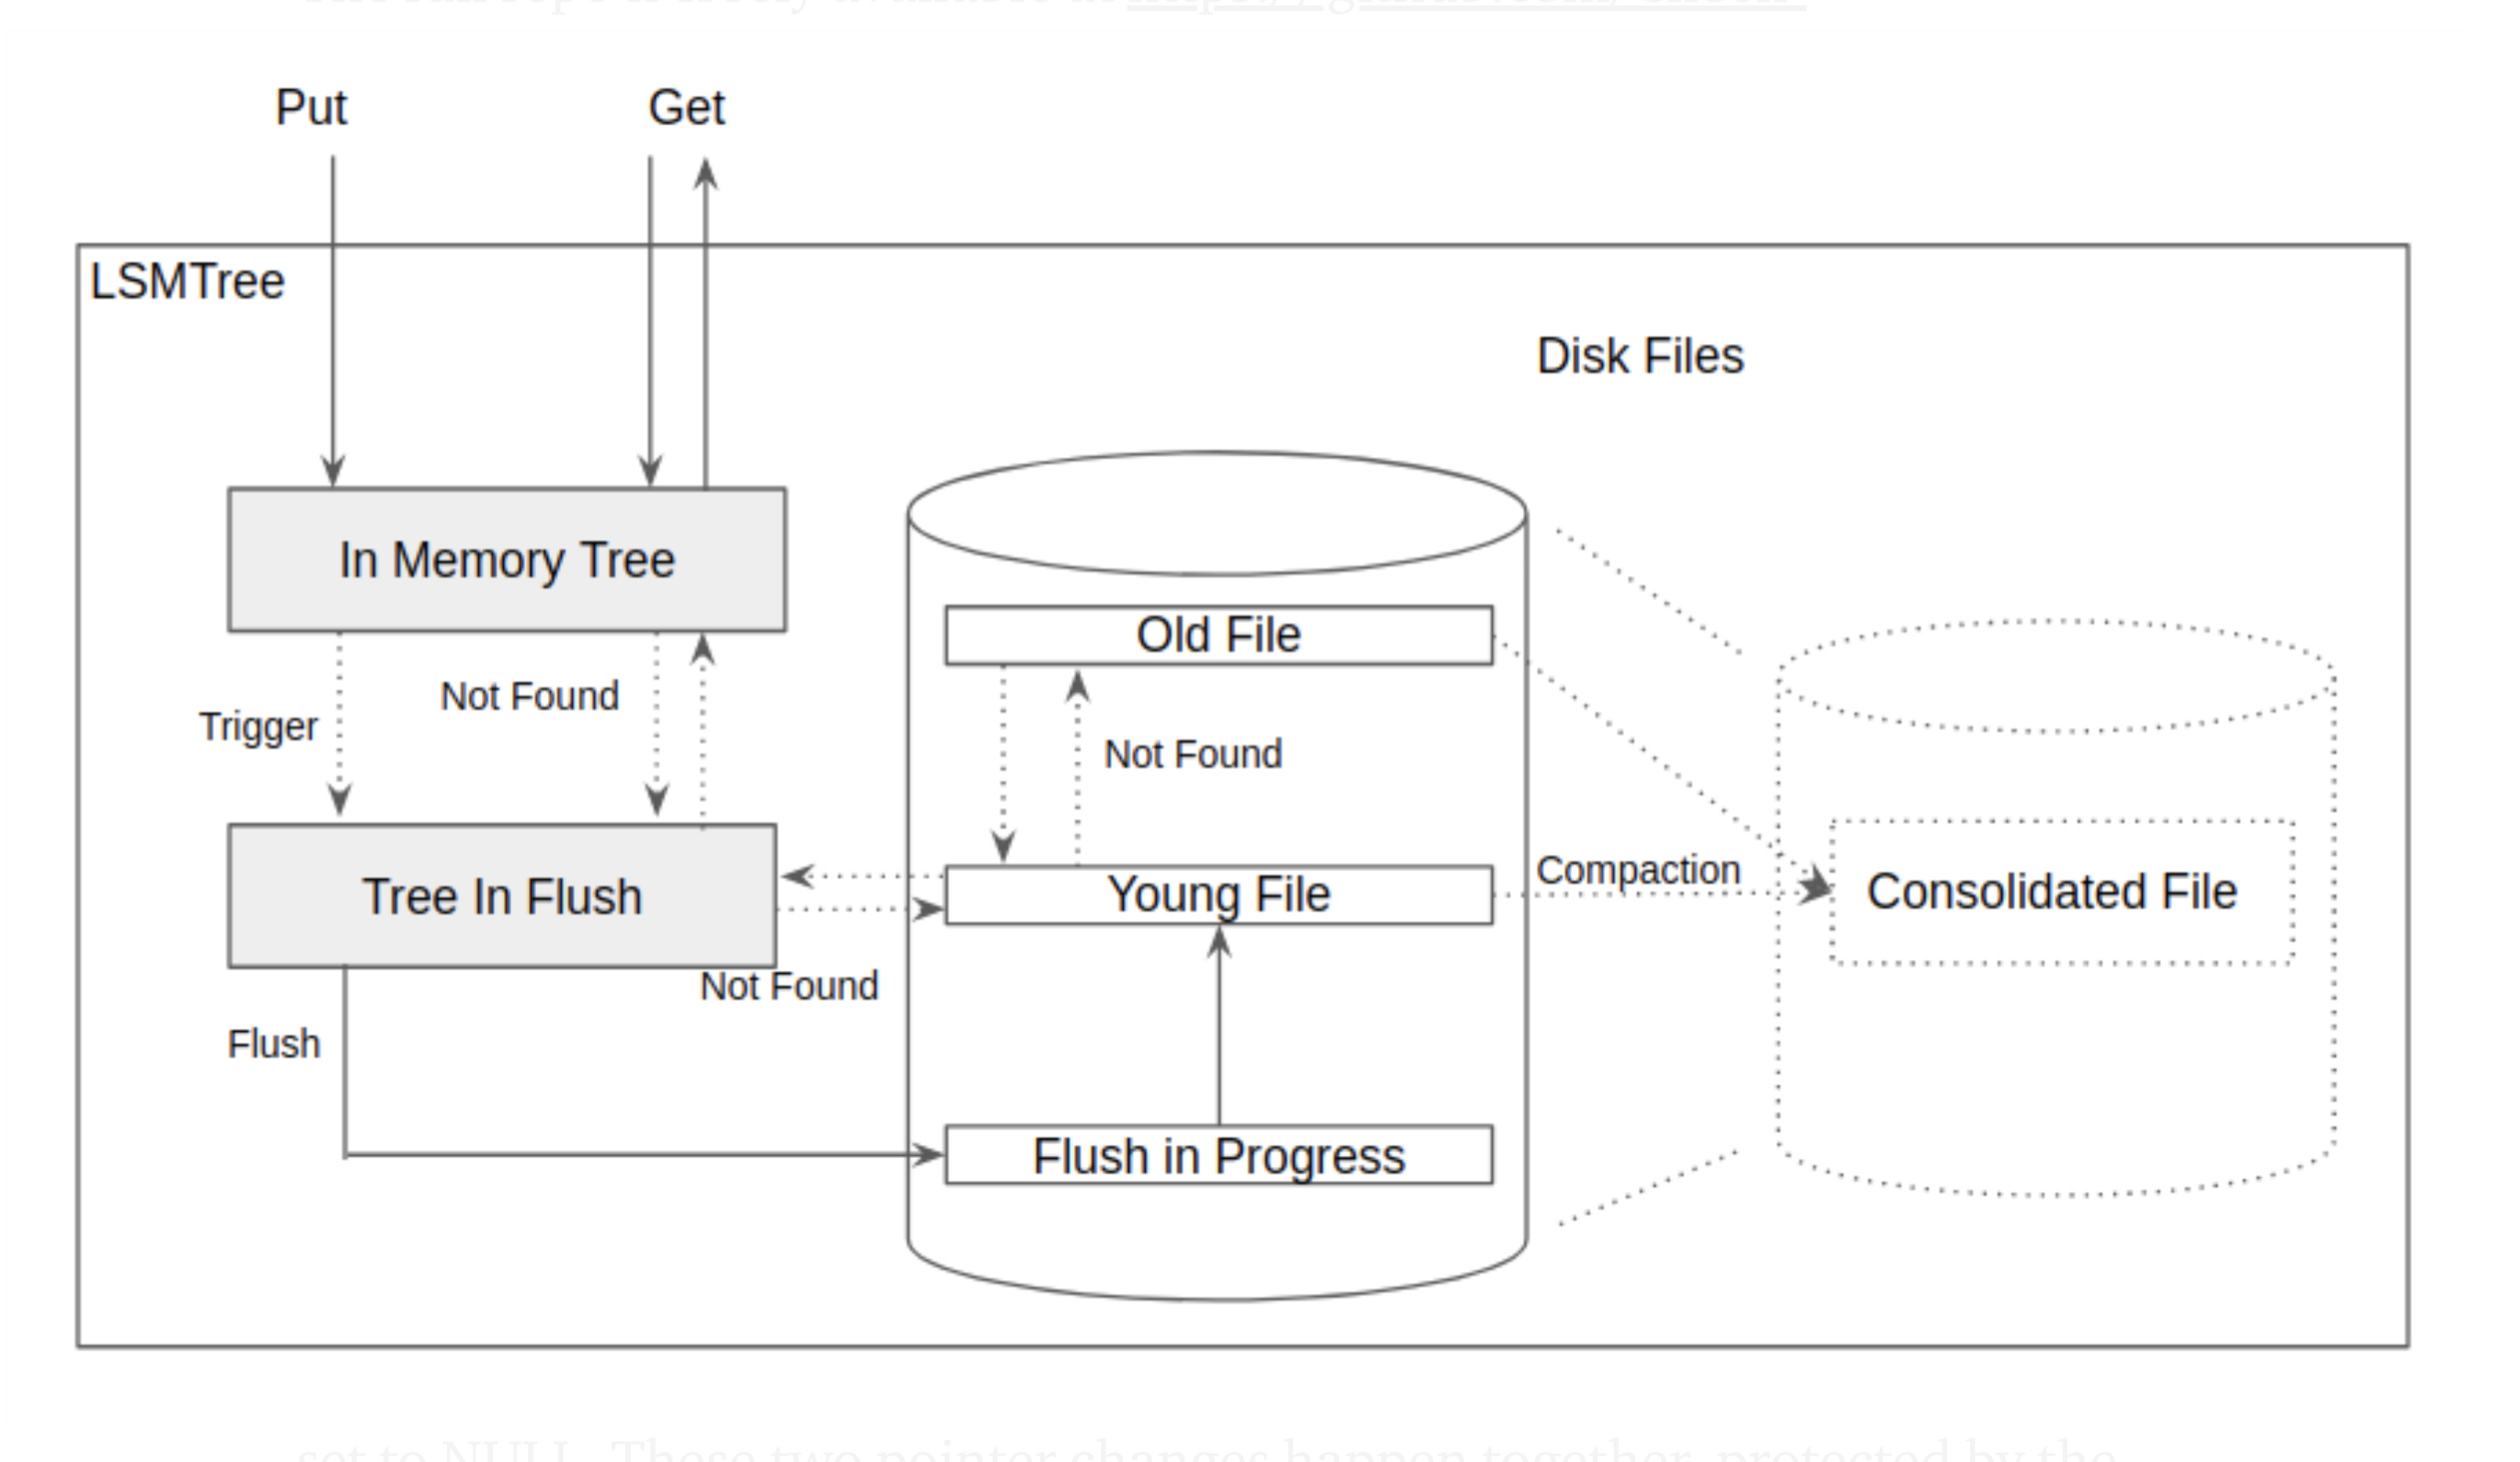 Put
Get
LSMTree
Disk Files
In Memory Tree
Old File
Not Found
Trigger
Not Found
Compaction
Tree In Flush
Young File
Consolidated File
Not Found
Flush
Flush in Progress
set to NULL. These two pointer changes happen together, protected by the